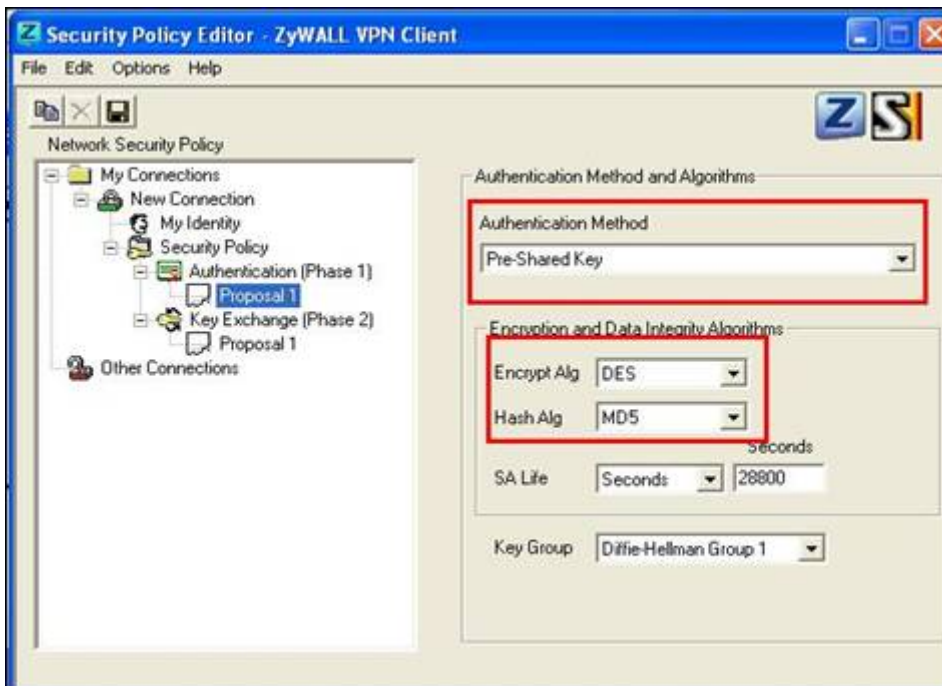 Security Policy Editor - ZyWALL VPN Client
File Edit Options Help
Network Security Policy
My Connections
New Connection
My Identity
Security Policy
Authentication (Phase 1)
Proposal 1
Key Exchange (Phase 2)
Proposal 1
Other Connections
Authentication Method and Algorithms
Authentication Method
Pre-Shared Key
Encryption and Data Integrity Algorithms
Encrypt Alg DES
Hash Alg MD5
Seconds
SA Life Seconds 28800
Key Group Diffie-Hellman Group 1